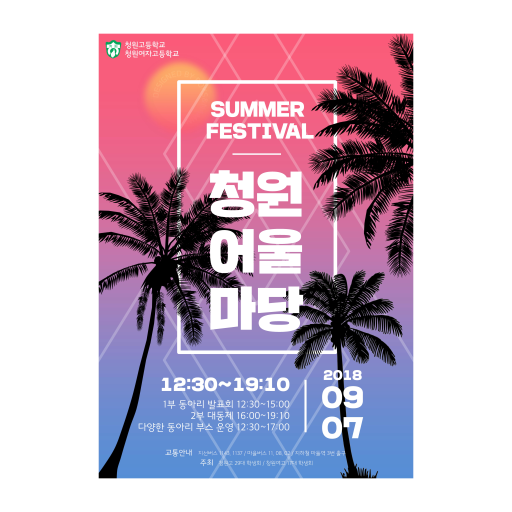 청원고등학교
청원여자고등학교
SUMMER
FESTIVAL
청원
어울
마당
12:30~19:10
1부 동아리 발표회 12:30~15:00
2부 대동제 16:00~19:10
다양한 동아리 부스 운영 12:30~17:00
2018
09
07
교통안내
주최